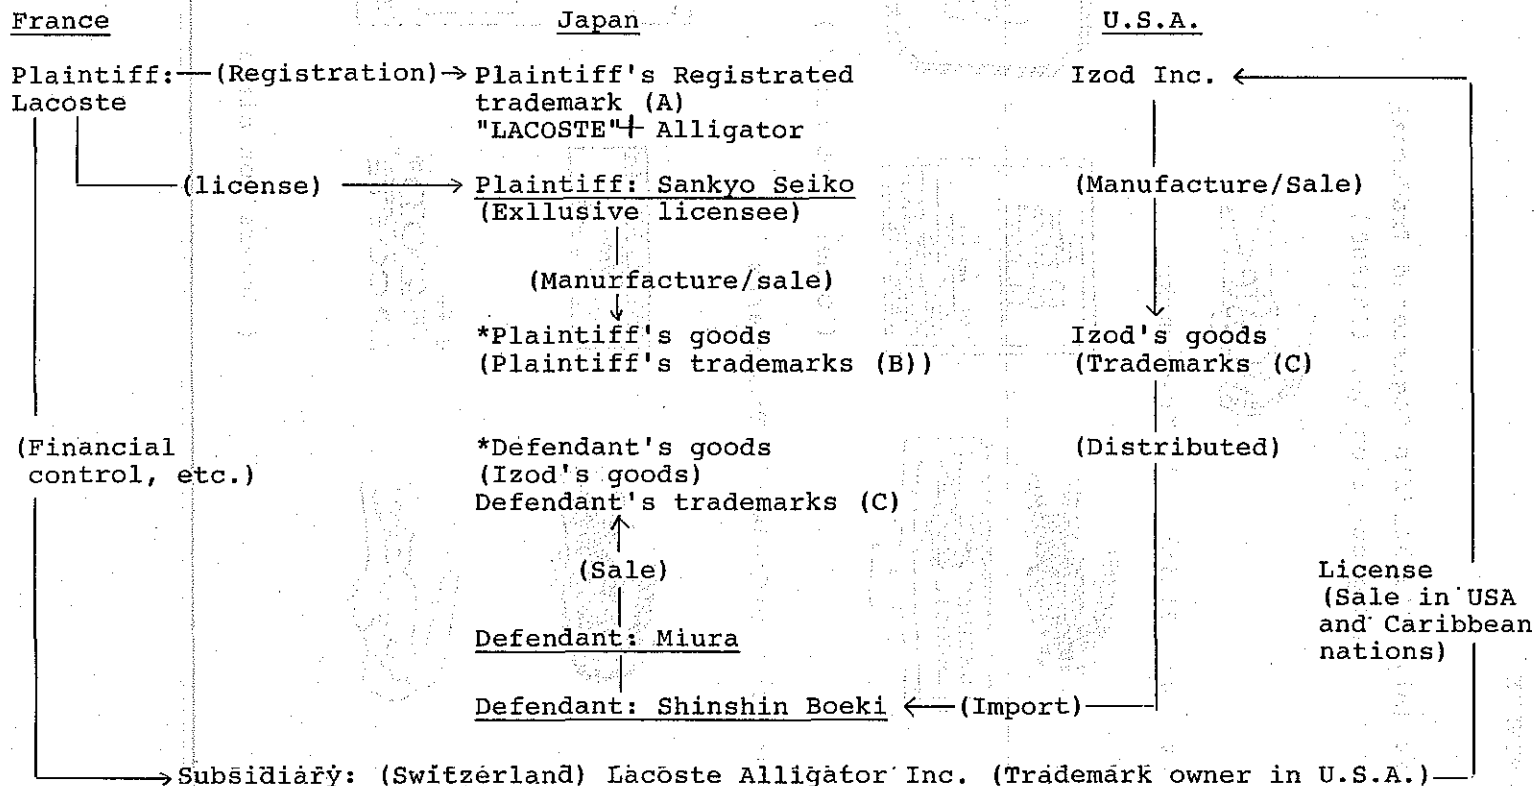 France Japan U.S.A.
Plaintiff: (Registration) Plaintiff's Registrated Izod Inc.
Lacoste trademark (A)
"LACOSTE"+ Alligator
(license) Plaintiff: Sankyo Seiko (Manufacture/Sale)
(Exllusive licensee)
(Manurfacture/sale)
*Plaintiff's goods Izod's goods
(Plaintiff's trademarks (B)) (Trademarks (C)
(Financial *Defendant's goods (Distributed)
control, etc.) (Izod's goods)
Defendant's trademarks (C)
(Sale) License
(Sale in USA
and Caribbean
Defendant: Miura nations)
Defendant: Shinshin Boeki (Import)
Subsidiary: (Switzerland) Lacoste Alligator Inc. (Trademark owner in U.S.A.)